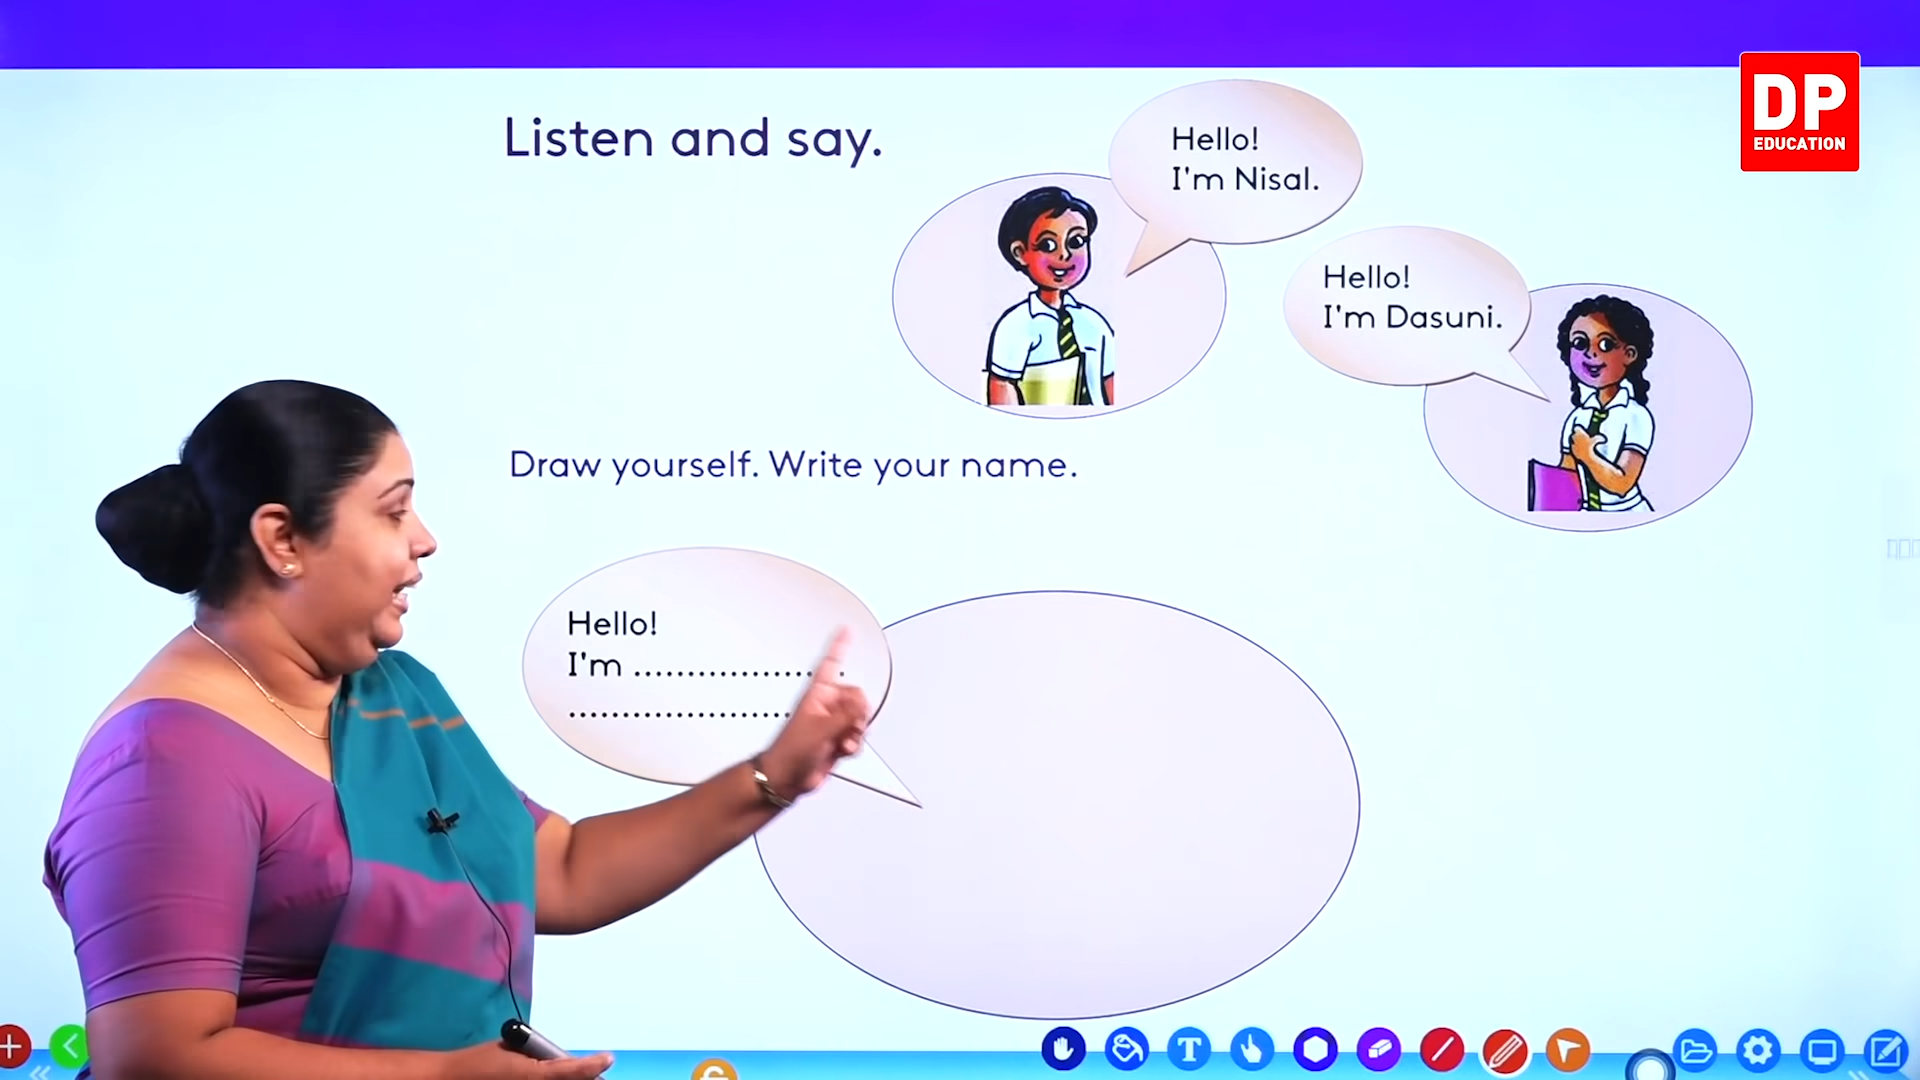 Listen and say.
Hello!
I'm Nisal.
Hello!
I'm Dasuni.
Draw yourself. Write your name.
Hello!
I'm ....................
.....................
DP
EDUCATION
T